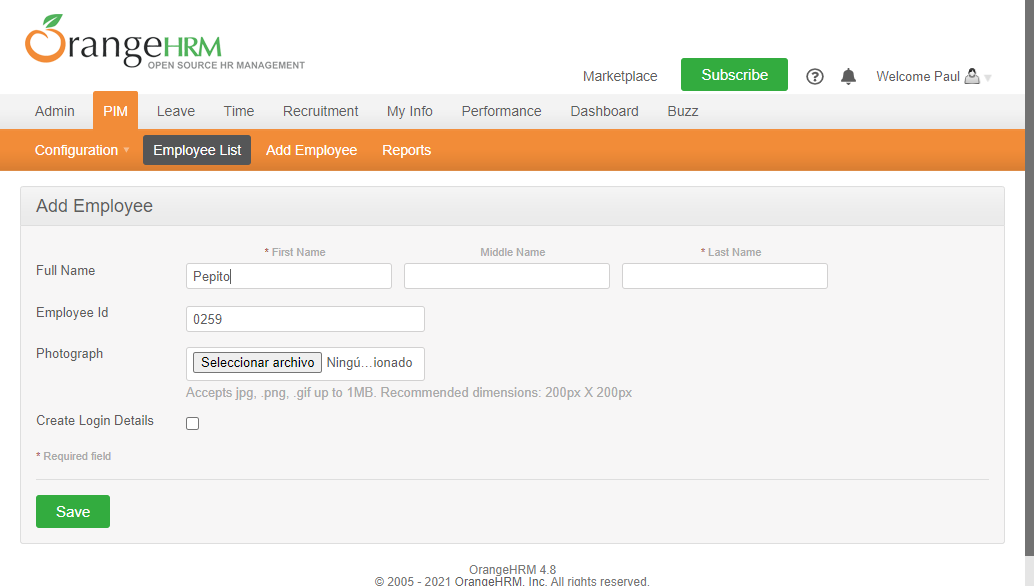 OrangeHRM
OPEN SOURCE HR MANAGEMENT
Marketplace Subscribe ? Welcome Paul
Admin PIM Leave Time Recruitment My Info Performance Dashboard Buzz
Configuration Employee List Add Employee Reports
Add Employee
* First Name Middle Name * Last Name
Full Name Pepito
Employee Id 0259
Photograph Seleccionar archivo Ningú…ionado
Accepts jpg, .png, .gif up to 1MB. Recommended dimensions: 200px X 200px
Create Login Details
* Required field
Save
OrangeHRM 4.8
© 2005 - 2021 OrangeHRM, Inc. All rights reserved.